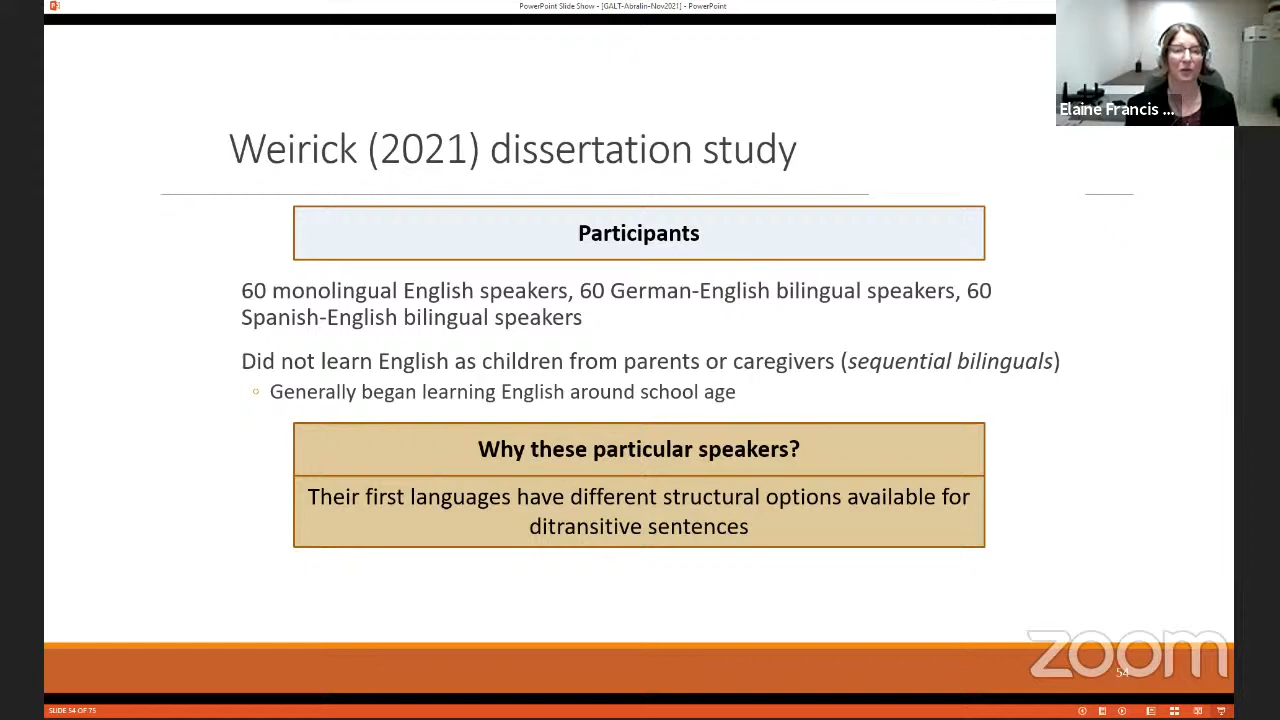 PowerPoint Slide Show - [GALT-Abralin-Nov2021] - PowerPoint
Elaine Francis ...
Weirick (2021) dissertation study
Participants
60 monolingual English speakers, 60 German-English bilingual speakers, 60
Spanish-English bilingual speakers
Did not learn English as children from parents or caregivers (sequential bilinguals)
Generally began learning English around school age
Why these particular speakers?
Their first languages have different structural options available for
ditransitive sentences
zoom
54
SLIDE 54 OF 75